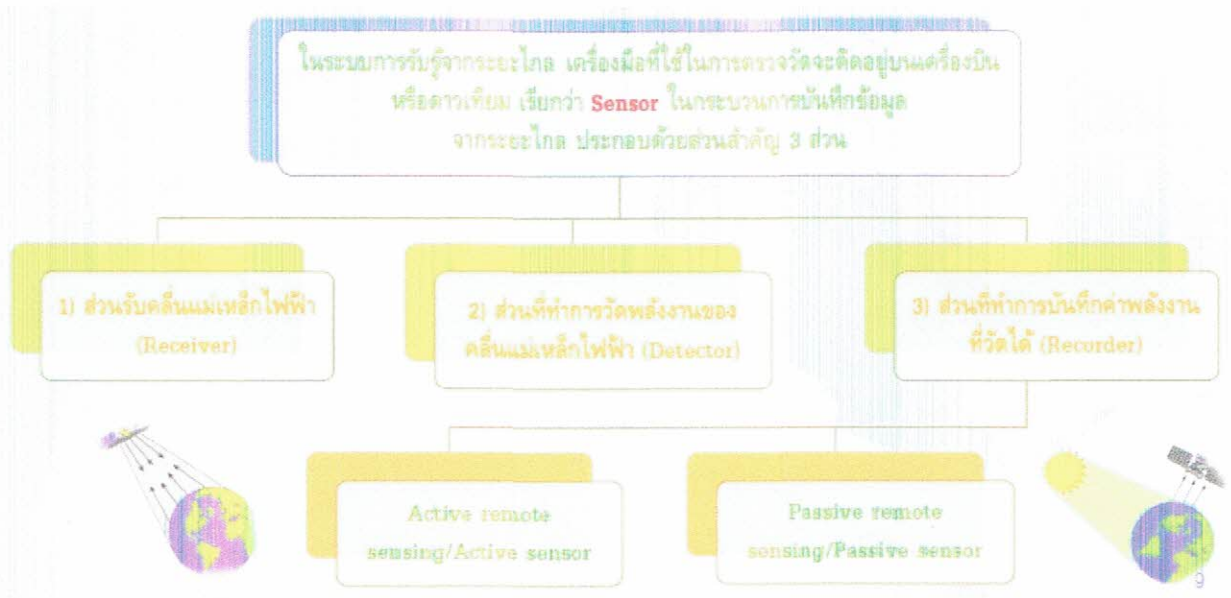 ในระบบการรับรู้จากระยะไกล เครื่องมือที่ใช้ในการตรวจวัดจะติดอยู่บนเครื่องบิน
หรือดาวเทียม เรียกว่า Sensor ในกระบวนการบันทึกข้อมูล
จากระยะไกล ประกอบด้วยส่วนสำคัญ 3 ส่วน
1) ส่วนรับคลื่นแม่เหล็กไฟฟ้า
(Receiver)
2) ส่วนที่ทำการวัดพลังงานของ
คลื่นแม่เหล็กไฟฟ้า (Detector)
3) ส่วนที่ทำการบันทึกค่าพลังงาน
ที่วัดได้ (Recorder)
Active remote
sensing/Active sensor
Passive remote
sensing/Passive sensor
9